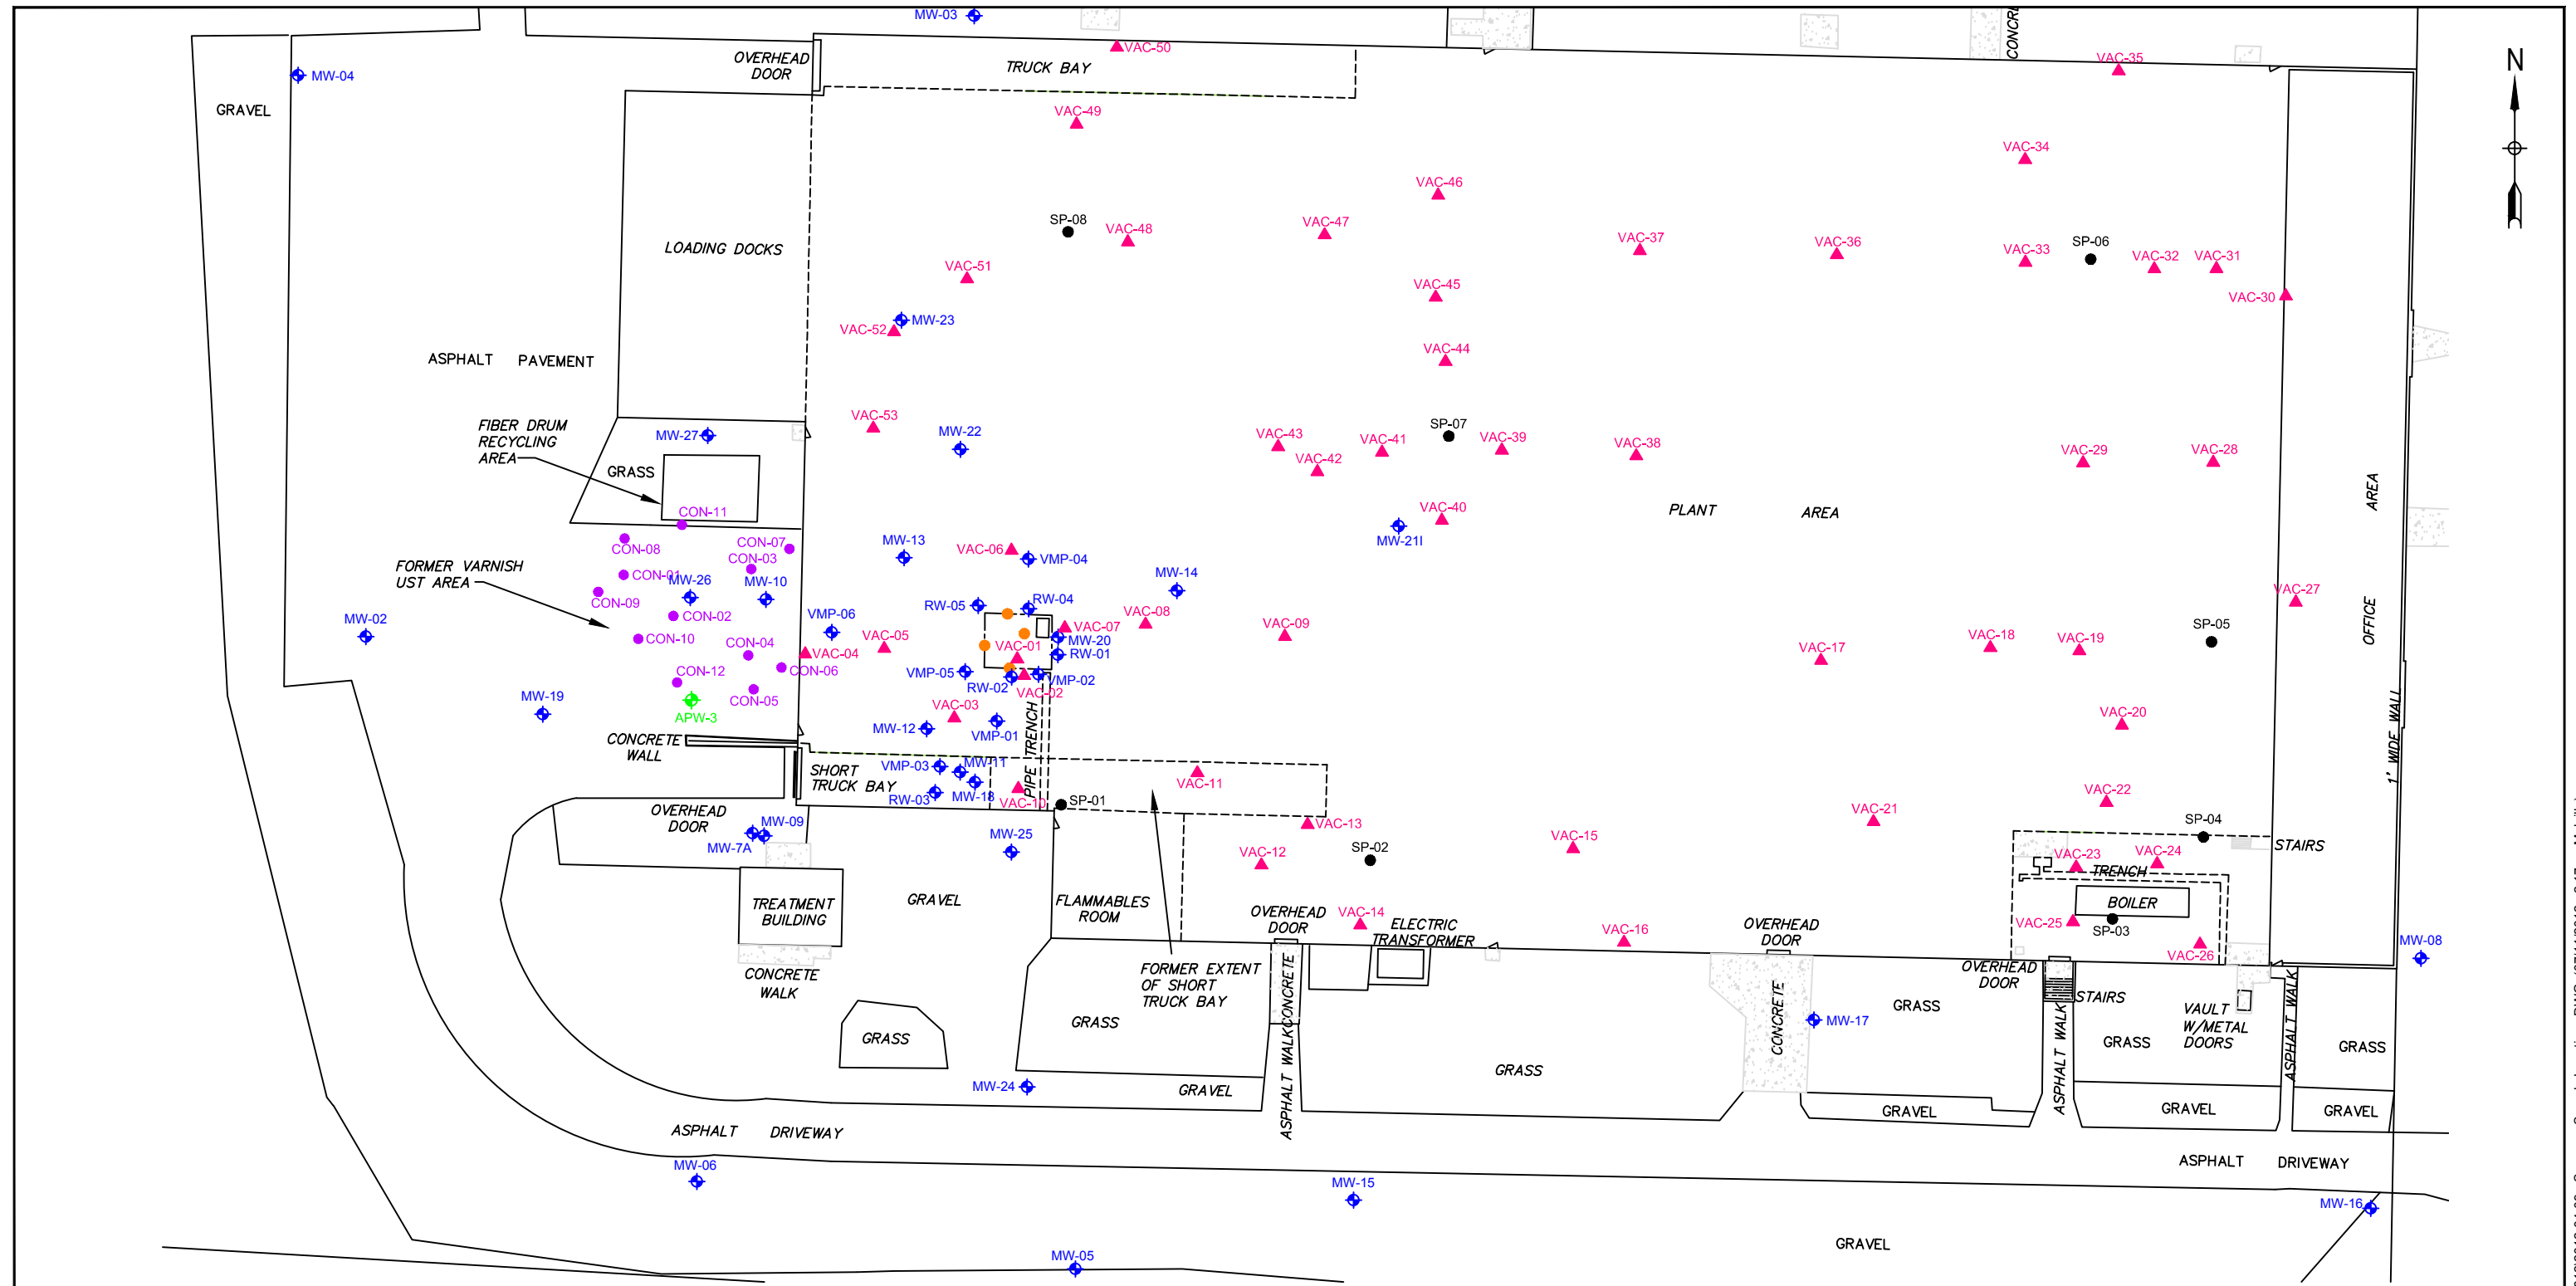 MW-03
CONCRE
VAC-50
OVERHEAD
DOOR
TRUCK BAY
VAC-35
N
MW-04
GRAVEL
VAC-49
VAC-34
VAC-46
SP-08
VAC-48
VAC-47
VAC-37
VAC-36
VAC-33
SP-06
VAC-32
VAC-31
LOADING DOCKS
VAC-51
VAC-45
VAC-30
VAC-52
MW-23
VAC-44
ASPHALT PAVEMENT
FIBER DRUM
RECYCLING
AREA
VAC-53
MW-27
MW-22
VAC-43
VAC-42
VAC-41
SP-07
VAC-39
VAC-38
VAC-29
VAC-28
GRASS
CON-11
VAC-40
MW-21I
PLANT AREA
OFFICE AREA
CON-08
CON-07
CON-03
MW-13
VAC-06
VMP-04
FORMER VARNISH
UST AREA
CON-01
MW-26
MW-10
MW-14
CON-09
CON-02
VMP-06
RW-05
RW-04
VAC-08
VAC-27
MW-02
CON-10
CON-04
VAC-05
VAC-07
MW-20
VAC-09
SP-05
VAC-04
VAC-01
RW-01
VAC-17
VAC-18
VAC-19
CON-12
CON-06
VMP-05
RW-02
VMP-02
VAC-02
MW-19
APW-3
CON-05
VAC-03
MW-12
VMP-01
PIPE TRENCH
VAC-20
1' WIDE WALL
CONCRETE
WALL
SHORT
TRUCK BAY
VMP-03
MW-11
RW-03
MW-18
VAC-10
SP-01
VAC-11
VAC-22
VAC-21
OVERHEAD
DOOR
MW-09
MW-7A
MW-25
VAC-13
VAC-12
SP-02
VAC-15
SP-04
STAIRS
VAC-23
VAC-24
TRENCH
TREATMENT
BUILDING
GRAVEL
FLAMMABLES
ROOM
OVERHEAD
DOOR
VAC-14
ELECTRIC
TRANSFORMER
VAC-16
OVERHEAD
DOOR
BOILER
VAC-25
SP-03
VAC-26
MW-08
CONCRETE
WALK
FORMER EXTENT
OF SHORT
TRUCK BAY
CONCRETE
ASPHALT WALK
CONCRETE
MW-17
OVERHEAD
DOOR
STAIRS
ASPHALT WALK
GRASS
VAULT
W/METAL
DOORS
GRASS
ASPHALT WALK
GRASS
GRASS
GRASS
GRASS
MW-24
GRAVEL
GRAVEL
GRAVEL
GRAVEL
ASPHALT DRIVEWAY
ASPHALT DRIVEWAY
MW-06
MW-15
MW-16
MW-05
GRAVEL